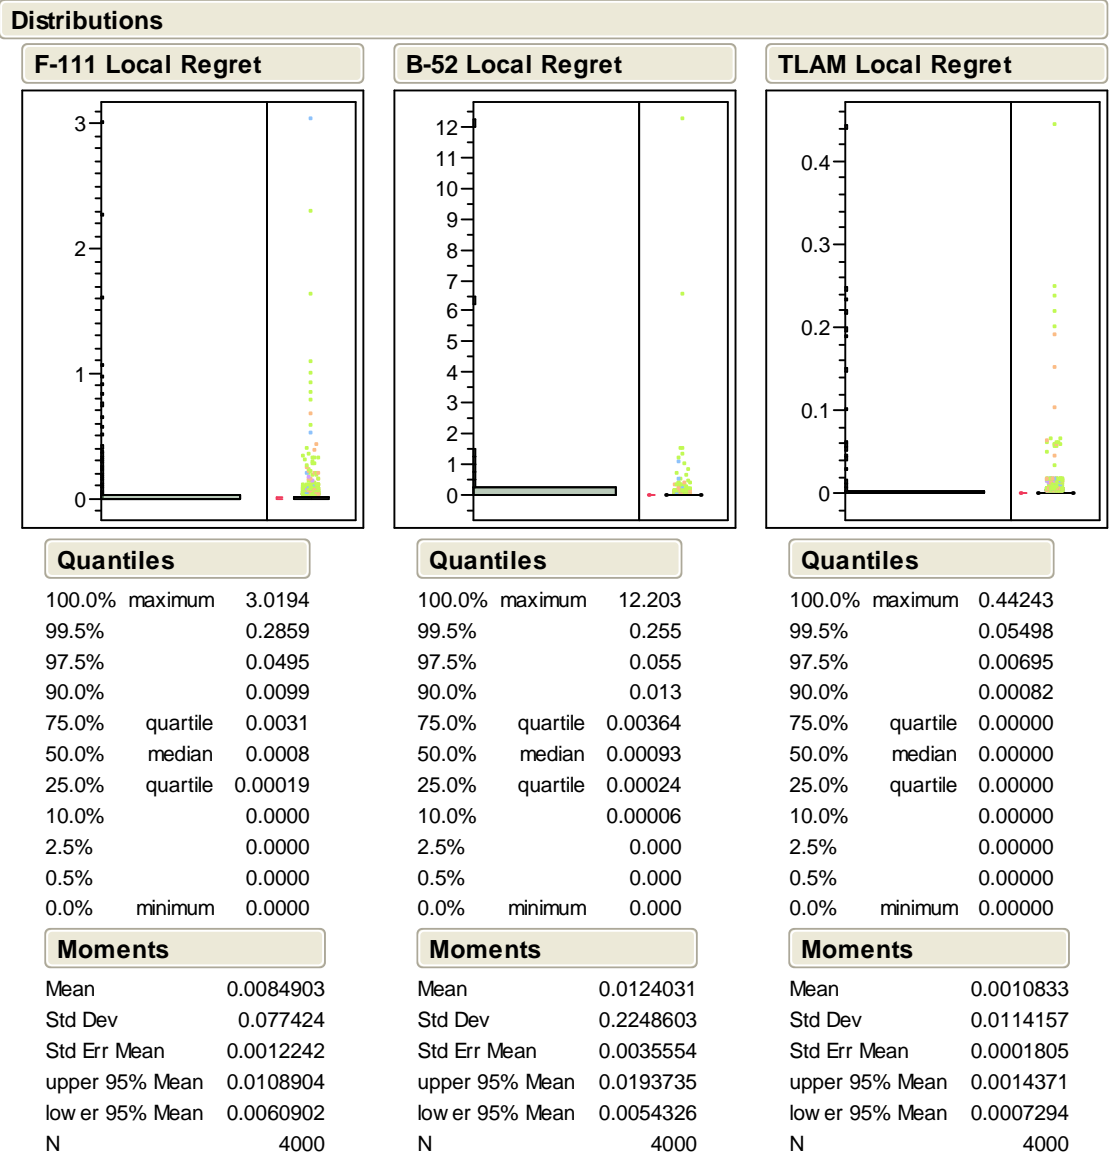 Distributions
F-111 Local Regret
3
2
1
0
Quantiles
100.0% maximum 3.0194
99.5% 0.2859
97.5% 0.0495
90.0% 0.0099
75.0% quartile 0.0031
50.0% median 0.0008
25.0% quartile 0.00019
10.0% 0.0000
2.5% 0.0000
0.5% 0.0000
0.0% minimum 0.0000
Moments
Mean 0.0084903
Std Dev 0.077424
Std Err Mean 0.0012242
upper 95% Mean 0.0108904
low er 95% Mean 0.0060902
N 4000
B-52 Local Regret
12
11
10
9
8
7
6
5
4
3
2
1
0
Quantiles
100.0% maximum 12.203
99.5% 0.255
97.5% 0.055
90.0% 0.013
75.0% quartile 0.00364
50.0% median 0.00093
25.0% quartile 0.00024
10.0% 0.00006
2.5% 0.000
0.5% 0.000
0.0% minimum 0.000
Moments
Mean 0.0124031
Std Dev 0.2248603
Std Err Mean 0.0035554
upper 95% Mean 0.0193735
low er 95% Mean 0.0054326
N 4000
TLAM Local Regret
0.4
0.3
0.2
0.1
0
Quantiles
100.0% maximum 0.44243
99.5% 0.05498
97.5% 0.00695
90.0% 0.00082
75.0% quartile 0.00000
50.0% median 0.00000
25.0% quartile 0.00000
10.0% 0.00000
2.5% 0.00000
0.5% 0.00000
0.0% minimum 0.00000
Moments
Mean 0.0010833
Std Dev 0.0114157
Std Err Mean 0.0001805
upper 95% Mean 0.0014371
low er 95% Mean 0.0007294
N 4000